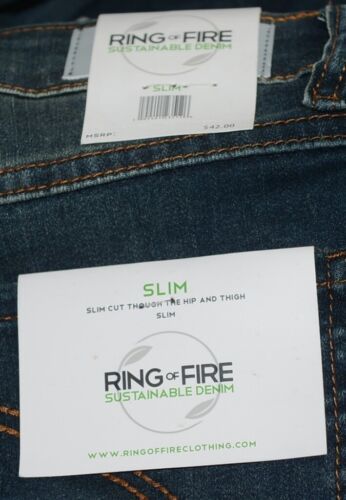 RING OF FIRE
SUSTAINABLE DENIM
SLIM
MSRP: $42.00
SLIM
SLIM CUT THOUGH THE HIP AND THIGH
SLIM
RING OF FIRE
SUSTAINABLE DENIM
WWW.RINGOFFIRECLOTHING.COM